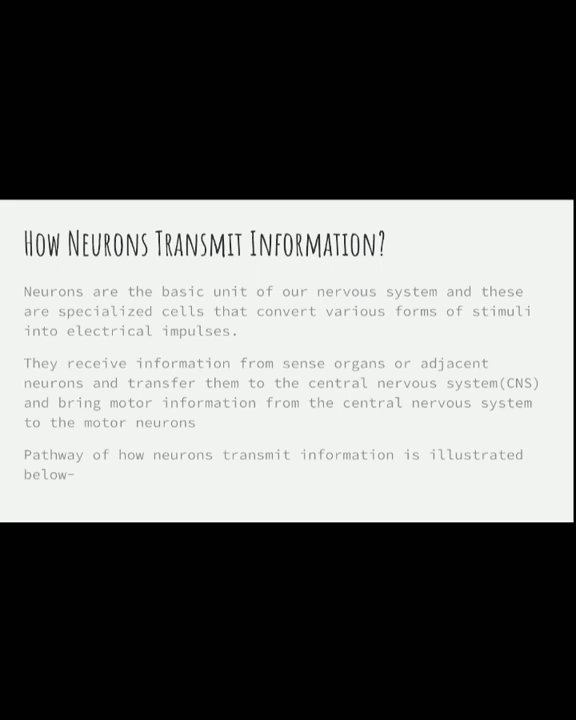 How Neurons Transmit Information?
Neurons are the basic unit of our nervous system and these
are specialized cells that convert various forms of stimuli
into electrical impulses.
They receive information from sense organs or adjacent
neurons and transfer them to the central nervous system(CNS)
and bring motor information from the central nervous system
to the motor neurons
Pathway of how neurons transmit information is illustrated
below-